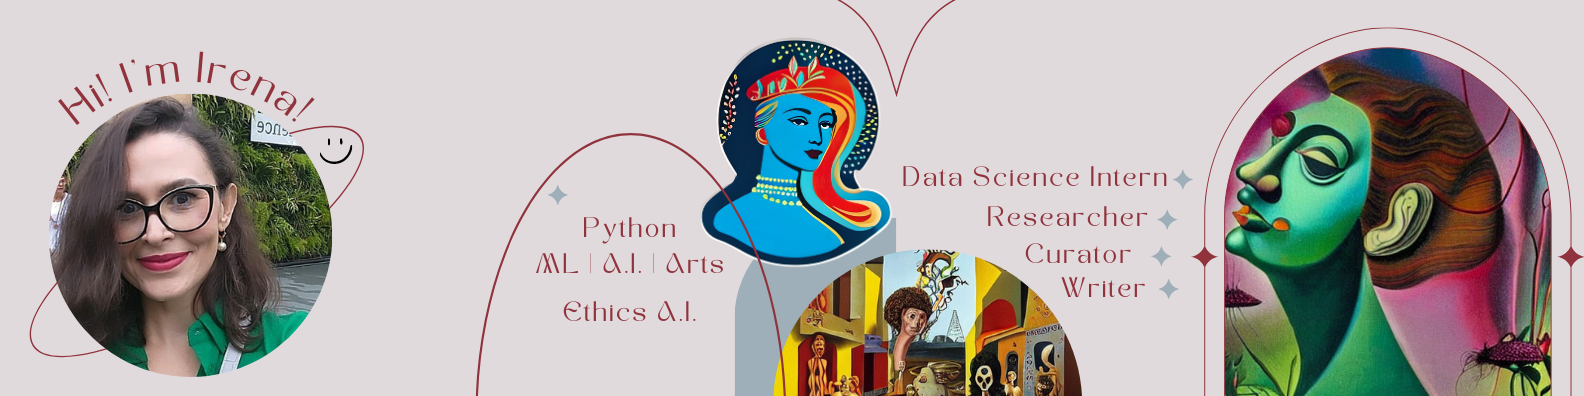 Hi! I'm Irena!
Python
ML | A.I. | Arts
Ethics A.I.
Data Science Intern
Researcher
Curator
Writer